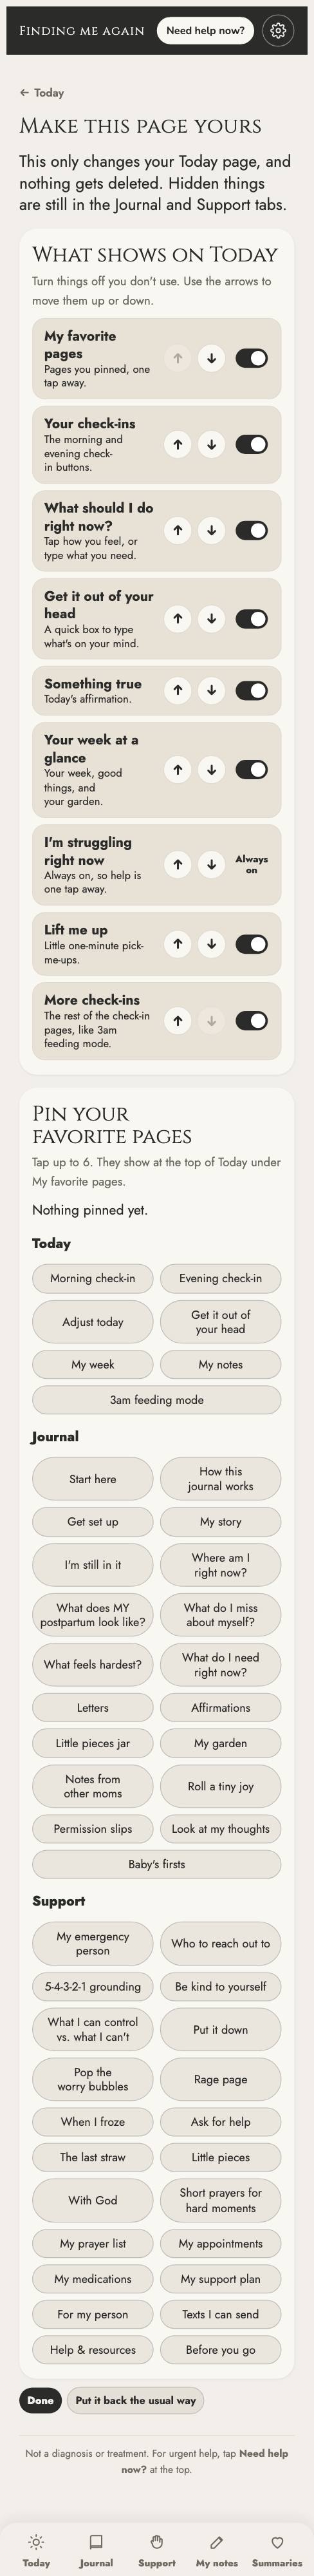 Finding me again
Need help now?
← Today
Make this page yours
This only changes your Today page, and
nothing gets deleted. Hidden things
are still in the Journal and Support tabs.
What shows on Today
Turn things off you don't use. Use the arrows to
move them up or down.
My favorite
pages
Pages you pinned, one
tap away.
↑ ↓
Your check-ins
The morning and
evening check-
in buttons.
↑ ↓
What should I do
right now?
Tap how you feel, or
type what you need.
↑ ↓
Get it out of your
head
A quick box to type
what's on your mind.
↑ ↓
Something true
Today's affirmation.
↑ ↓
Your week at a
glance
Your week, good
things, and
your garden.
↑ ↓
I'm struggling
right now
Always on, so help is
one tap away.
↑ ↓
Always
on
Lift me up
Little one-minute pick-
me-ups.
↑ ↓
More check-ins
The rest of the check-in
pages, like 3am
feeding mode.
↑ ↓
Pin your
favorite pages
Tap up to 6. They show at the top of Today under
My favorite pages.
Nothing pinned yet.
Today
Morning check-in
Evening check-in
Adjust today
Get it out of
your head
My week
My notes
3am feeding mode
Journal
Start here
How this
journal works
Get set up
My story
I'm still in it
Where am I
right now?
What does MY
postpartum look like?
What do I miss
about myself?
What feels hardest?
What do I need
right now?
Letters
Affirmations
Little pieces jar
My garden
Notes from
other moms
Roll a tiny joy
Permission slips
Look at my thoughts
Baby's firsts
Support
My emergency
person
Who to reach out to
5-4-3-2-1 grounding
Be kind to yourself
What I can control
vs. what I can't
Put it down
Pop the
worry bubbles
Rage page
When I froze
Ask for help
The last straw
Little pieces
With God
Short prayers for
hard moments
My prayer list
My appointments
My medications
My support plan
For my person
Texts I can send
Help & resources
Before you go
Done
Put it back the usual way
Not a diagnosis or treatment. For urgent help, tap Need help
now? at the top.
Today
Journal
Support
My notes
Summaries